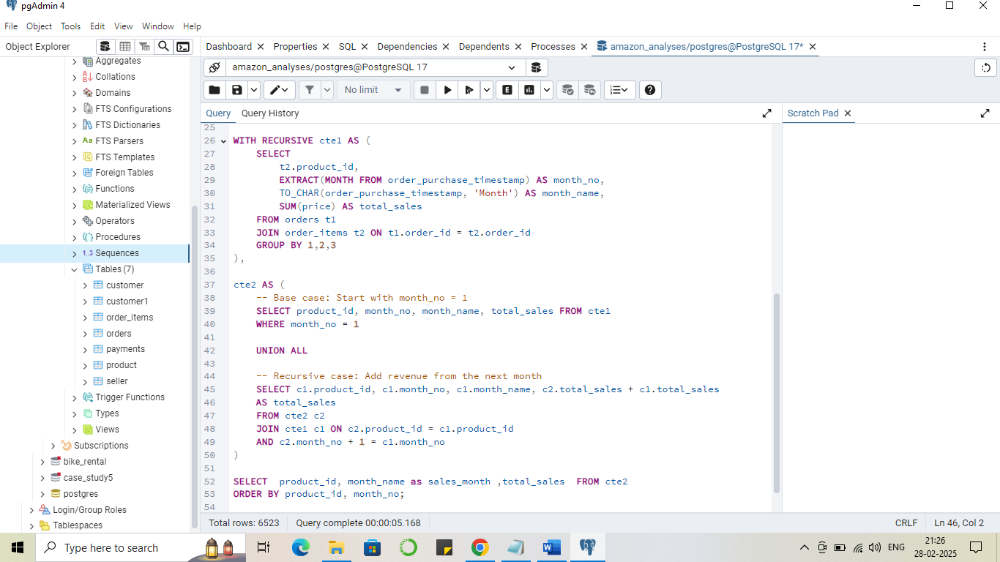 pgAdmin 4
File Object Tools Edit View Window Help
Object Explorer
Dashboard Properties SQL Dependencies Dependents Processes amazon_analyses/postgres@PostgreSQL 17*
amazon_analyses/postgres@PostgreSQL 17
No limit
E
Query Query History
Scratch Pad
Aggregates
Collations
Domains
FTS Configurations
FTS Dictionaries
Aa FTS Parsers
FTS Templates
Foreign Tables
Functions
Materialized Views
Operators
Procedures
1..3 Sequences
Tables (7)
customer
customer1
order_items
orders
payments
product
seller
Trigger Functions
Types
Views
Subscriptions
bike_rental
case_study5
postgres
Login/Group Roles
Tablespaces
25
26 WITH RECURSIVE cte1 AS (
27 SELECT
28 t2.product_id,
29 EXTRACT(MONTH FROM order_purchase_timestamp) AS month_no,
30 TO_CHAR(order_purchase_timestamp, 'Month') AS month_name,
31 SUM(price) AS total_sales
32 FROM orders t1
33 JOIN order_items t2 ON t1.order_id = t2.order_id
34 GROUP BY 1,2,3
35 ),
36
37 cte2 AS (
38 -- Base case: Start with month_no = 1
39 SELECT product_id, month_no, month_name, total_sales FROM cte1
40 WHERE month_no = 1
41
42 UNION ALL
43
44 -- Recursive case: Add revenue from the next month
45 SELECT c1.product_id, c1.month_no, c1.month_name, c2.total_sales + c1.total_sales
46 AS total_sales
47 FROM cte2 c2
48 JOIN cte1 c1 ON c2.product_id = c1.product_id
49 AND c2.month_no + 1 = c1.month_no
50 )
51
52 SELECT  product_id, month_name as sales_month ,total_sales  FROM cte2
53 ORDER BY product_id, month_no;
54
Total rows: 6523 Query complete 00:00:05.168 CRLF Ln 46, Col 2
Type here to search
ENG
21:26
28-02-2025